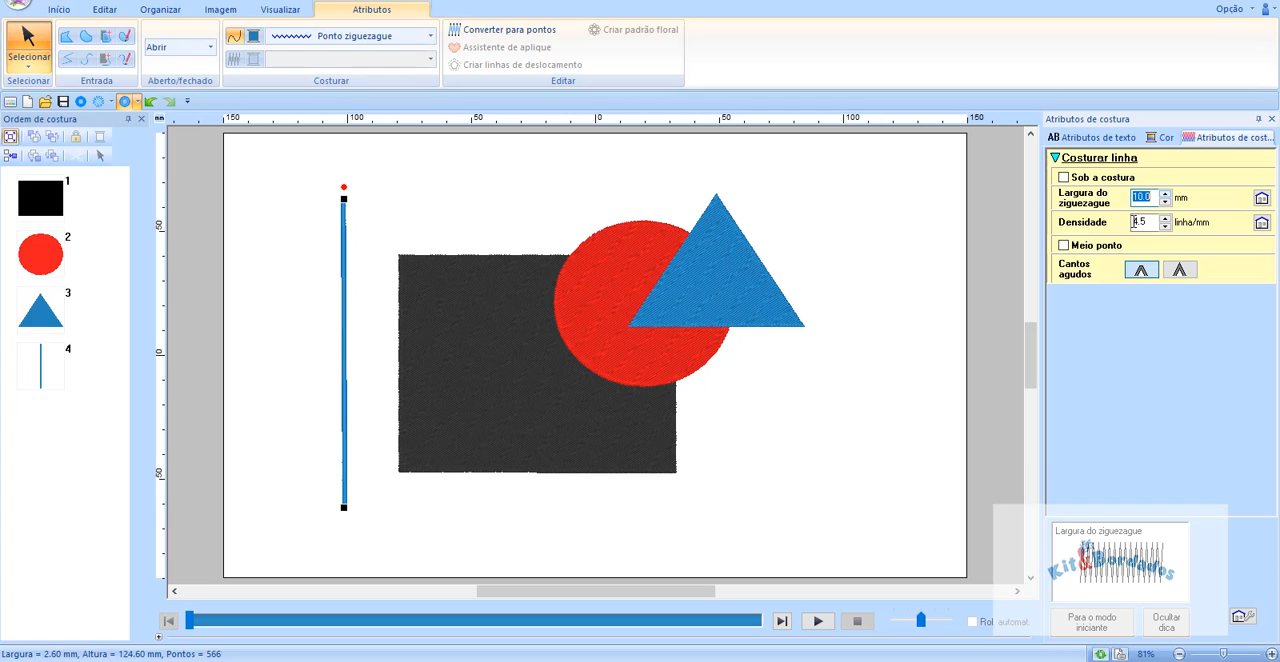 Início Editar Organizar Imagem Visualizar Atributos Opção
Selecionar
Abrir
Ponto ziguezague
Converter para pontos Criar padrão floral
Assistente de aplique
Criar linhas de deslocamento
Selecionar Entrada Aberto/fechado Costurar Editar
Ordem de costura
1
2
3
4
mm 150 100 50 0 50 100 150
50
0
50
Atributos de costura
AB Atributos de texto Cor Atributos de cost...
Costurar linha
Sob a costura
Largura do
ziguezague 10.0 mm
Densidade 4.5 linha/mm
Meio ponto
Cantos
agudos
Largura do ziguezague
Kit&Bordados
Para o modo
iniciante
Ocultar
dica
Rol automat.
Largura = 2.60 mm, Altura = 124.60 mm, Pontos = 566 81%